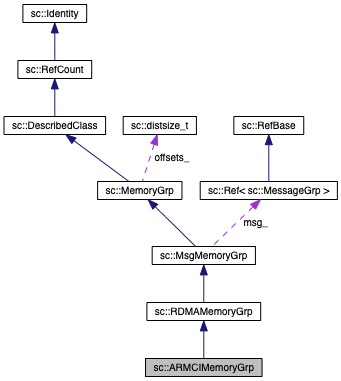 sc::Identity
sc::RefCount
sc::DescribedClass
sc::distsize_t
sc::RefBase
offsets_
sc::MemoryGrp
sc::Ref< sc::MessageGrp >
msg_
sc::MsgMemoryGrp
sc::RDMAMemoryGrp
sc::ARMCIMemoryGrp